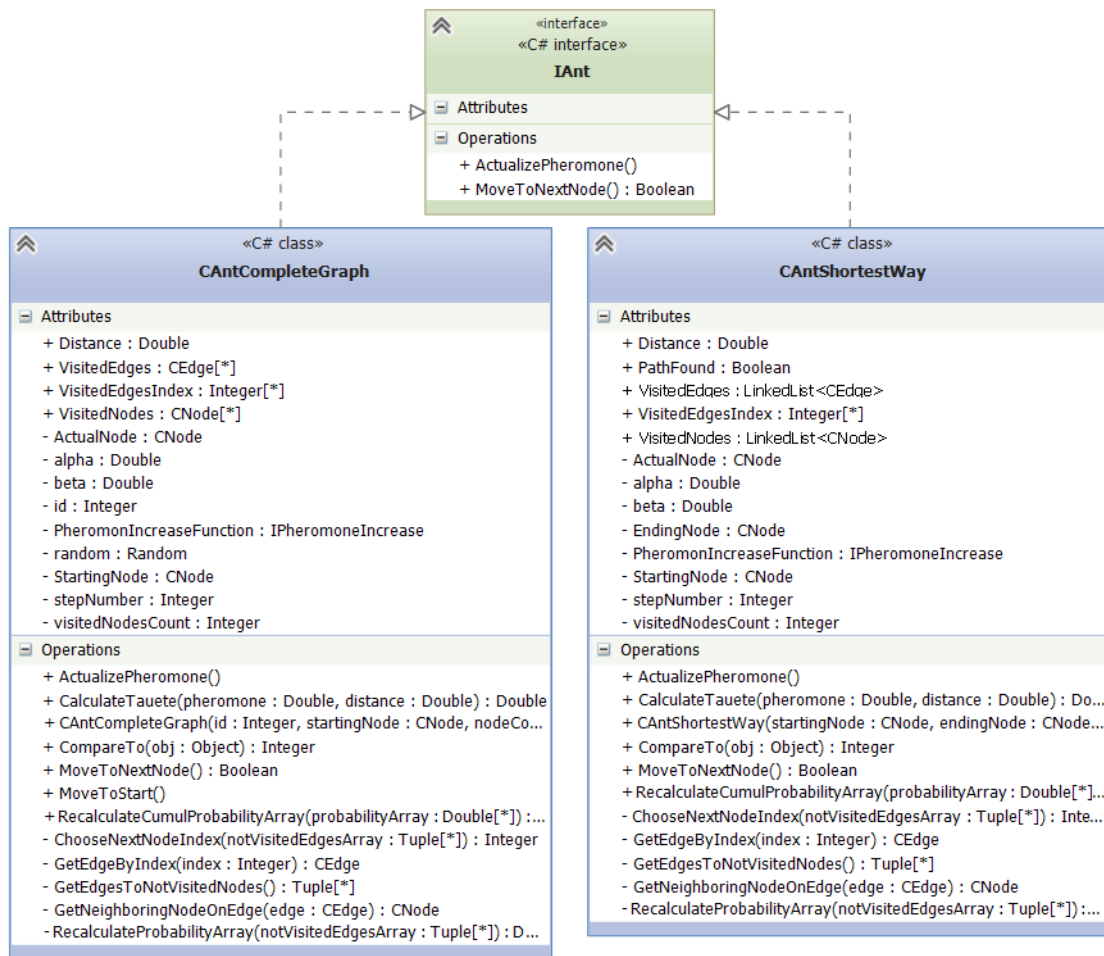 «interface»
«C# interface»
IAnt
Attributes
Operations
+ ActualizePheromone()
+ MoveToNextNode() : Boolean
«C# class»
CAntCompleteGraph
Attributes
+ Distance : Double
+ VisitedEdges : CEdge[*]
+ VisitedEdgesIndex : Integer[*]
+ VisitedNodes : CNode[*]
- ActualNode : CNode
- alpha : Double
- beta : Double
- id : Integer
- PheromonIncreaseFunction : IPheromoneIncrease
- random : Random
- StartingNode : CNode
- stepNumber : Integer
- visitedNodesCount : Integer
Operations
+ ActualizePheromone()
+ CalculateTauete(pheromone : Double, distance : Double) : Double
+ CAntCompleteGraph(id : Integer, startingNode : CNode, nodeCo...
+ CompareTo(obj : Object) : Integer
+ MoveToNextNode() : Boolean
+ MoveToStart()
+ RecalculateCumulProbabilityArray(probabilityArray : Double[*]) :...
- ChooseNextNodeIndex(notVisitedEdgesArray : Tuple[*]) : Integer
- GetEdgeByIndex(index : Integer) : CEdge
- GetEdgesToNotVisitedNodes() : Tuple[*]
- GetNeighboringNodeOnEdge(edge : CEdge) : CNode
- RecalculateProbabilityArray(notVisitedEdgesArray : Tuple[*]) : D...
«C# class»
CAntShortestWay
Attributes
+ Distance : Double
+ PathFound : Boolean
+ VisitedEdges : LinkedList<CEdge>
+ VisitedEdgesIndex : Integer[*]
+ VisitedNodes : LinkedList<CNode>
- ActualNode : CNode
- alpha : Double
- beta : Double
- EndingNode : CNode
- PheromonIncreaseFunction : IPheromoneIncrease
- StartingNode : CNode
- stepNumber : Integer
- visitedNodesCount : Integer
Operations
+ ActualizePheromone()
+ CalculateTauete(pheromone : Double, distance : Double) : Do...
+ CAntShortestWay(startingNode : CNode, endingNode : CNode...
+ CompareTo(obj : Object) : Integer
+ MoveToNextNode() : Boolean
+ RecalculateCumulProbabilityArray(probabilityArray : Double[*]...
- ChooseNextNodeIndex(notVisitedEdgesArray : Tuple[*]) : Inte...
- GetEdgeByIndex(index : Integer) : CEdge
- GetEdgesToNotVisitedNodes() : Tuple[*]
- GetNeighboringNodeOnEdge(edge : CEdge) : CNode
- RecalculateProbabilityArray(notVisitedEdgesArray : Tuple[*]) :...